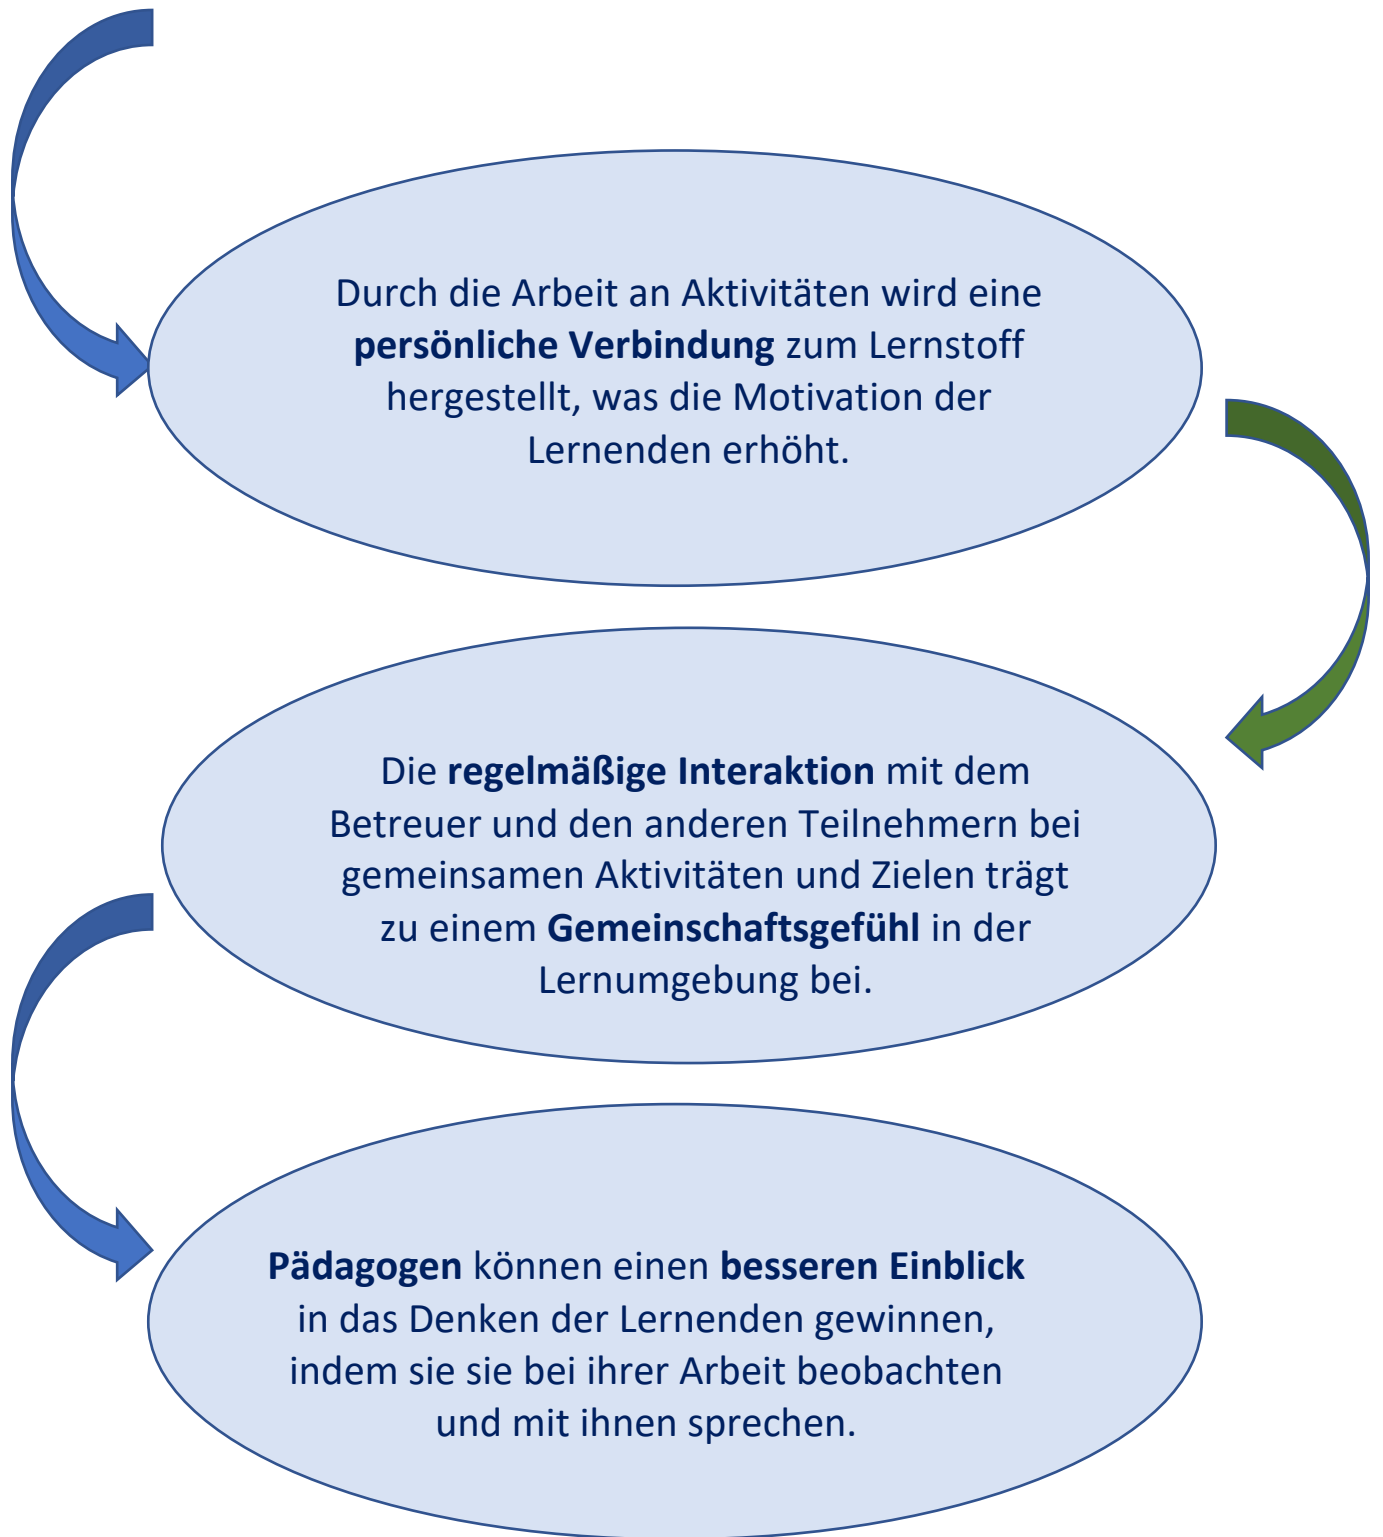 Durch die Arbeit an Aktivitäten wird eine
persönliche Verbindung zum Lernstoff
hergestellt, was die Motivation der
Lernenden erhöht.
Die regelmäßige Interaktion mit dem
Betreuer und den anderen Teilnehmern bei
gemeinsamen Aktivitäten und Zielen trägt
zu einem Gemeinschaftsgefühl in der
Lernumgebung bei.
Pädagogen können einen besseren Einblick
in das Denken der Lernenden gewinnen,
indem sie sie bei ihrer Arbeit beobachten
und mit ihnen sprechen.